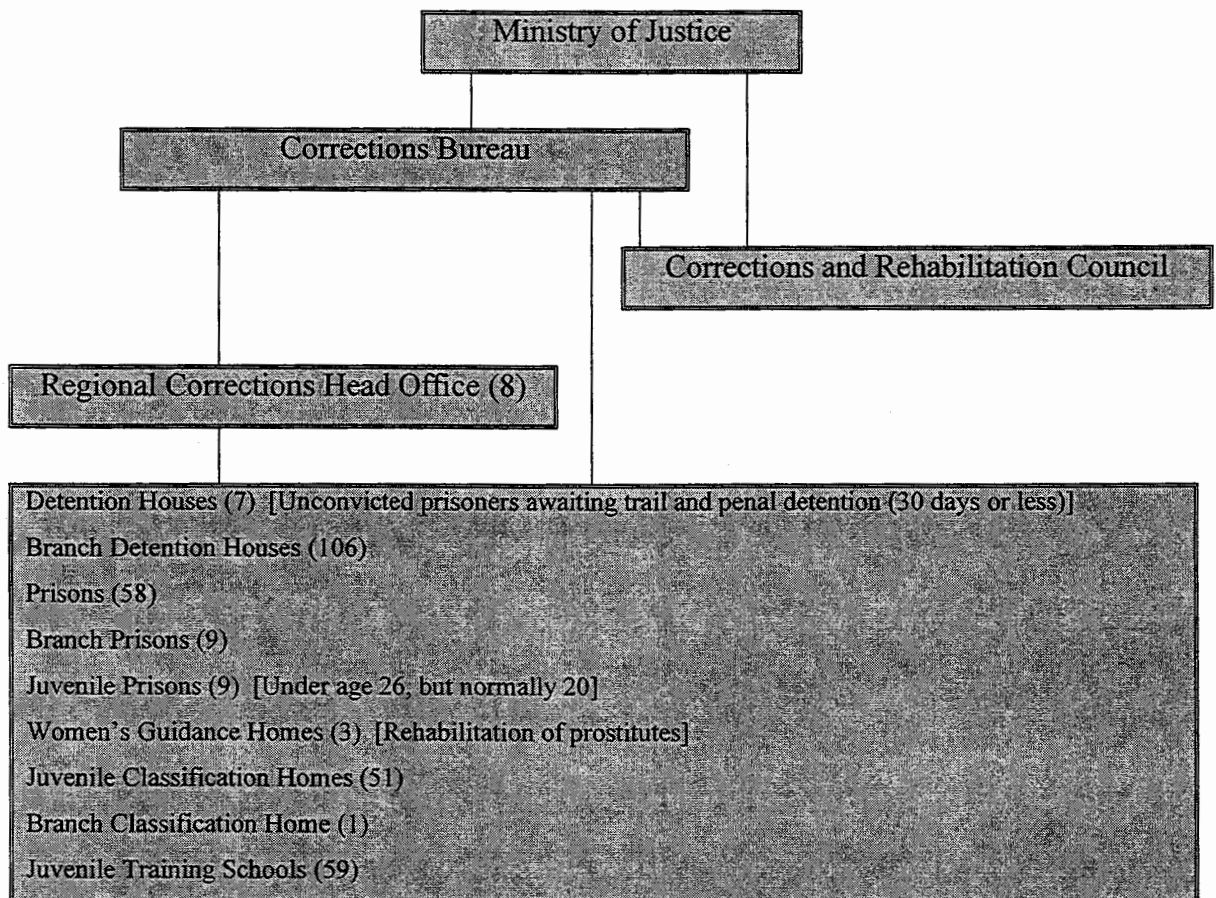 Ministry of Justice
Corrections Bureau
Corrections and Rehabilitation Council
Regional Corrections Head Office (8)
Detention Houses (7) [Unconvicted prisoners awaiting trail and penal detention (30 days or less)]
Branch Detention Houses (106)
Prisons (58)
Branch Prisons (9)
Juvenile Prisons (9) [Under age 26, but normally 20]
Women's Guidance Homes (3) [Rehabilitation of prostitutes]
Juvenile Classification Homes (51)
Branch Classification Home (1)
Juvenile Training Schools (59)